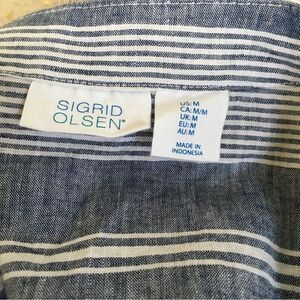 SIGRID
OLSEN®
US: M
CA: M/M
UK: M
EU: M
AU: M
MADE IN
INDONESIA